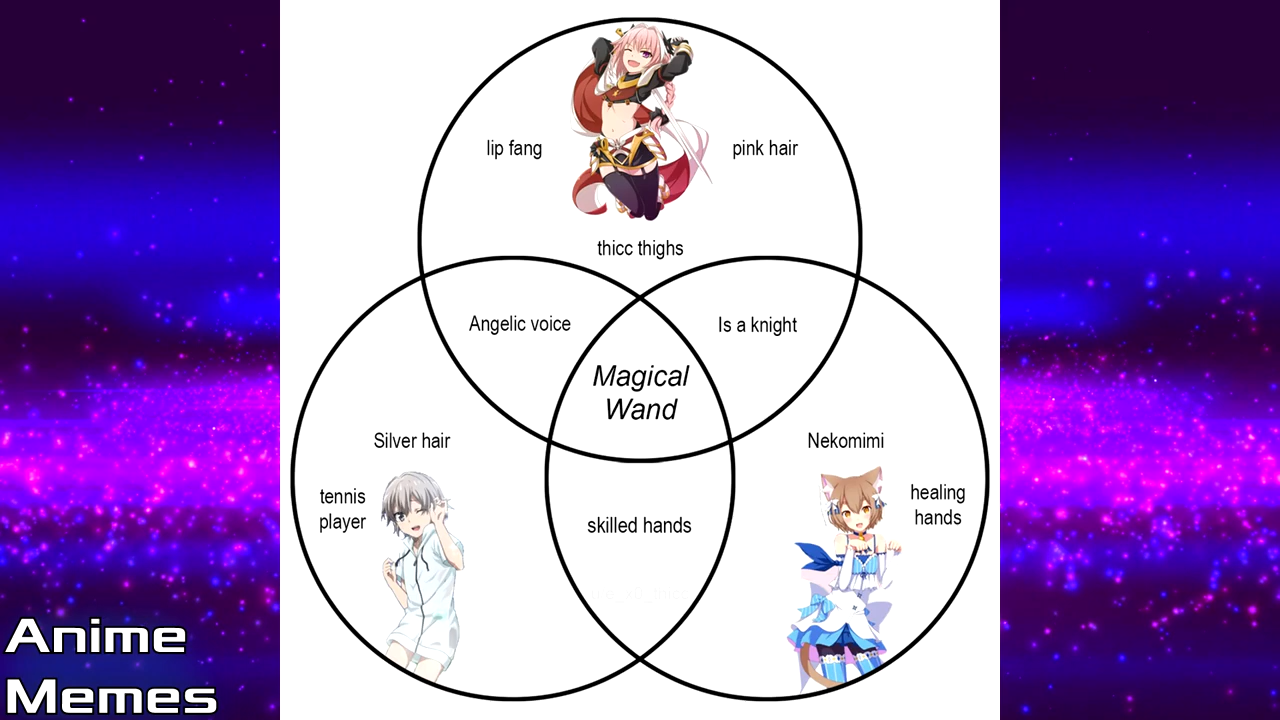 lip fang
pink hair
thicc thighs
Angelic voice
Is a knight
Magical
Wand
Silver hair
Nekomimi
tennis
player
healing
hands
skilled hands
Anime
Memes